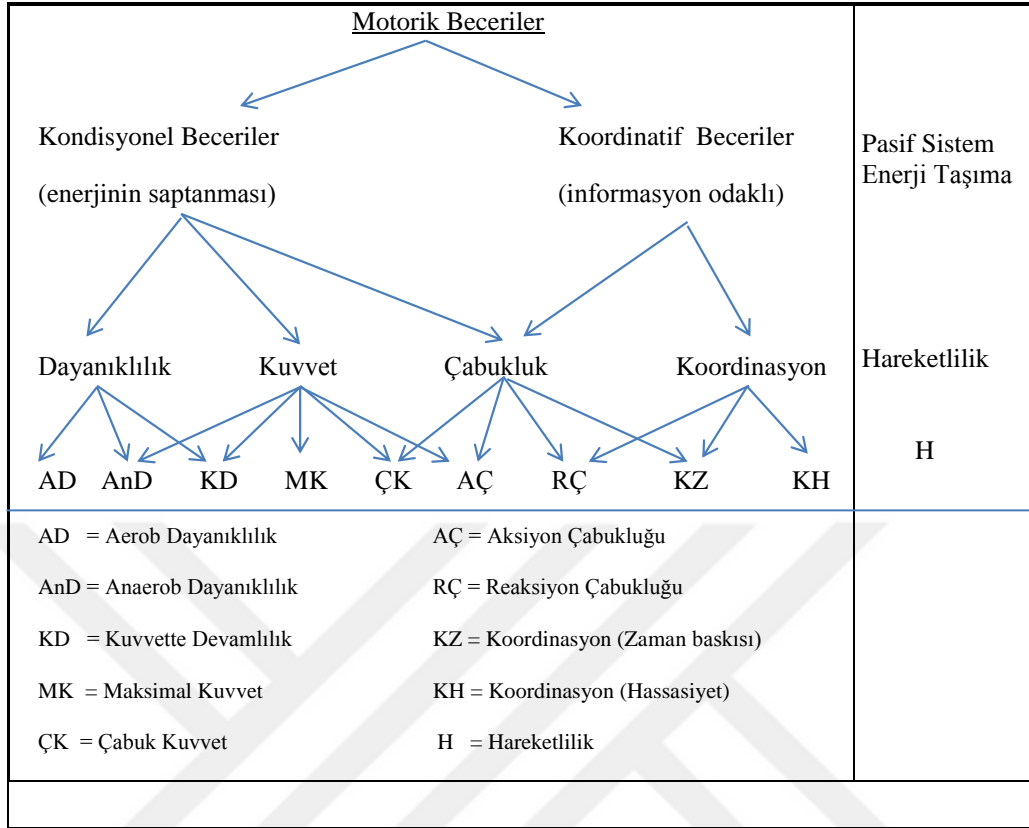 Motorik Beceriler
Kondisyonel Beceriler
Koordinatif Beceriler
Pasif Sistem
Enerji Taşıma
(enerjinin saptanması)
(informasyon odaklı)
Dayanıklılık
Kuvvet
Çabukluk
Koordinasyon
Hareketlilik
AD AnD KD MK ÇK AÇ RÇ KZ KH
H
AD = Aerob Dayanıklılık
AÇ = Aksiyon Çabukluğu
AnD = Anaerob Dayanıklılık
RÇ = Reaksiyon Çabukluğu
KD = Kuvvette Devamlılık
KZ = Koordinasyon (Zaman baskısı)
MK = Maksimal Kuvvet
KH = Koordinasyon (Hassasiyet)
ÇK = Çabuk Kuvvet
H = Hareketlilik